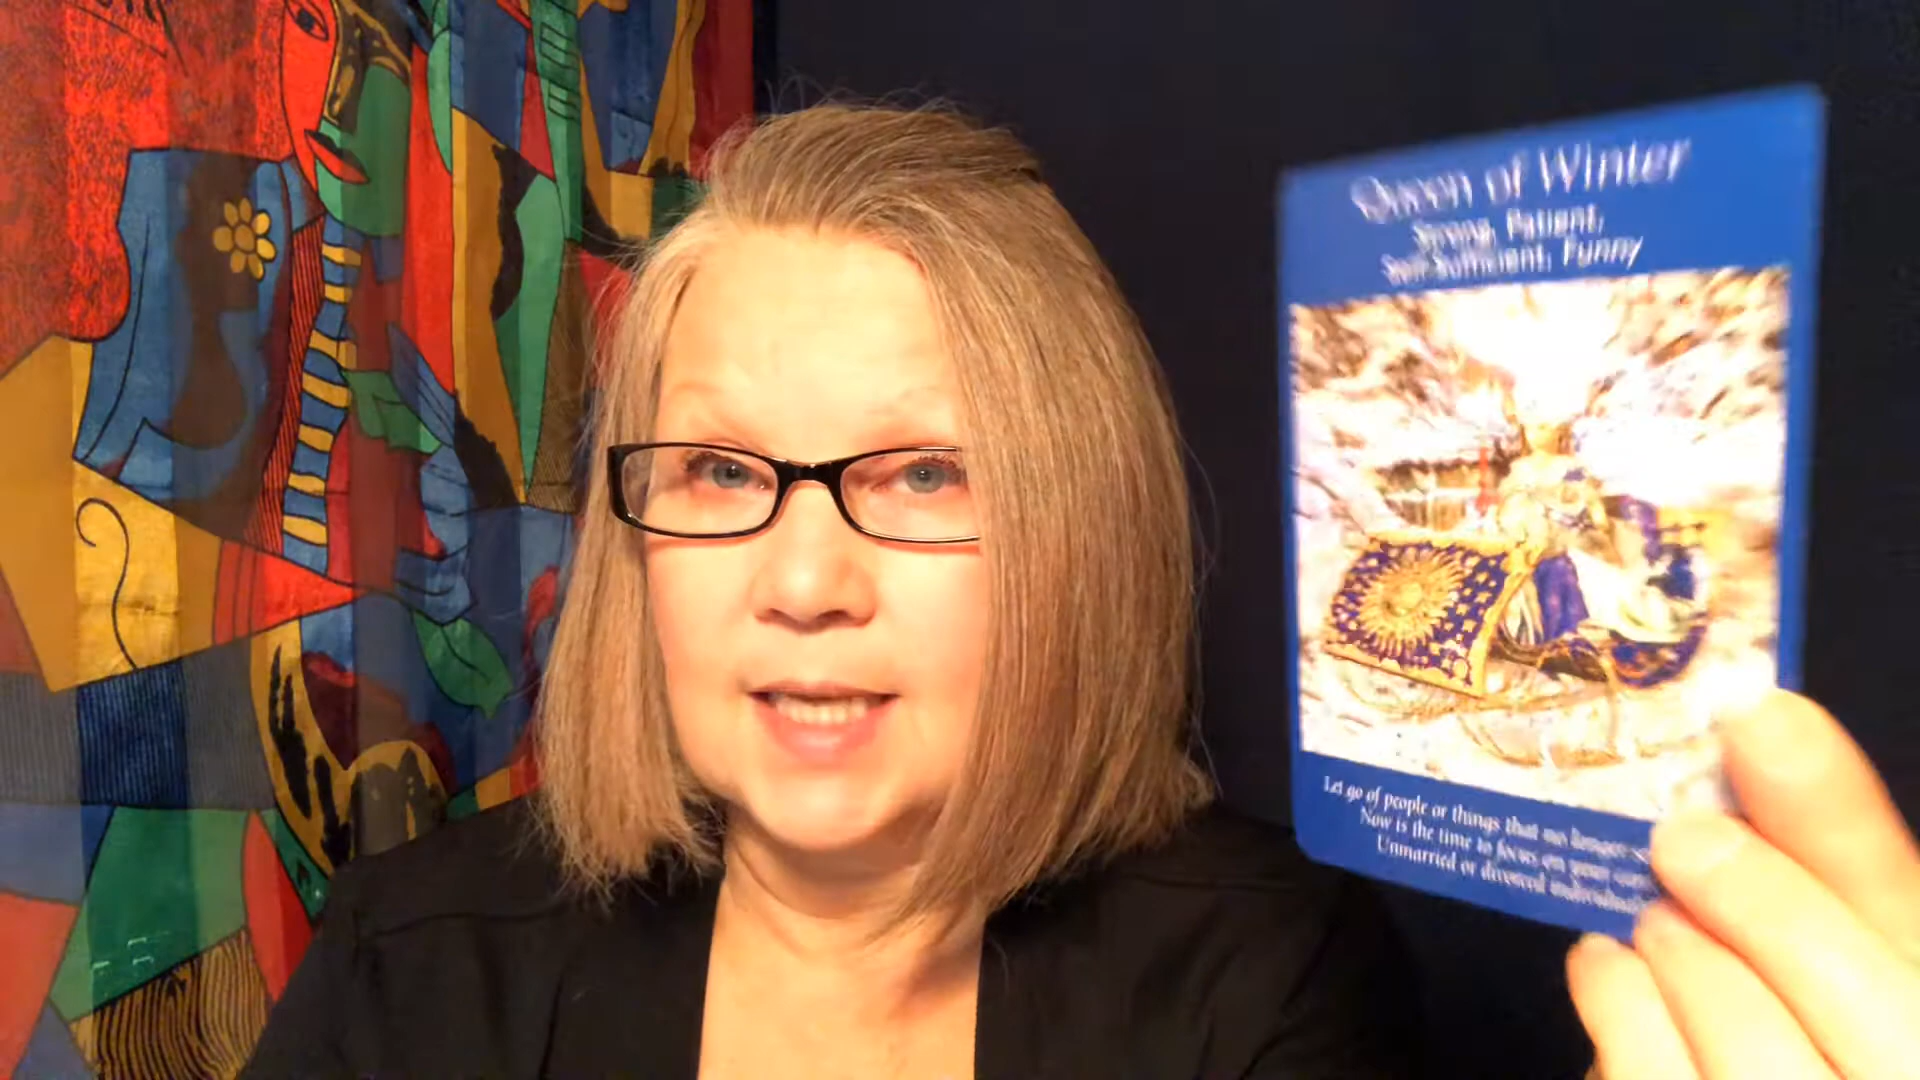 Queen of Winter
Strong, Patient,
Self-Sufficient, Funny
Let go of people or things that no longer
Now is the time to focus on your
Unmarried or divorced